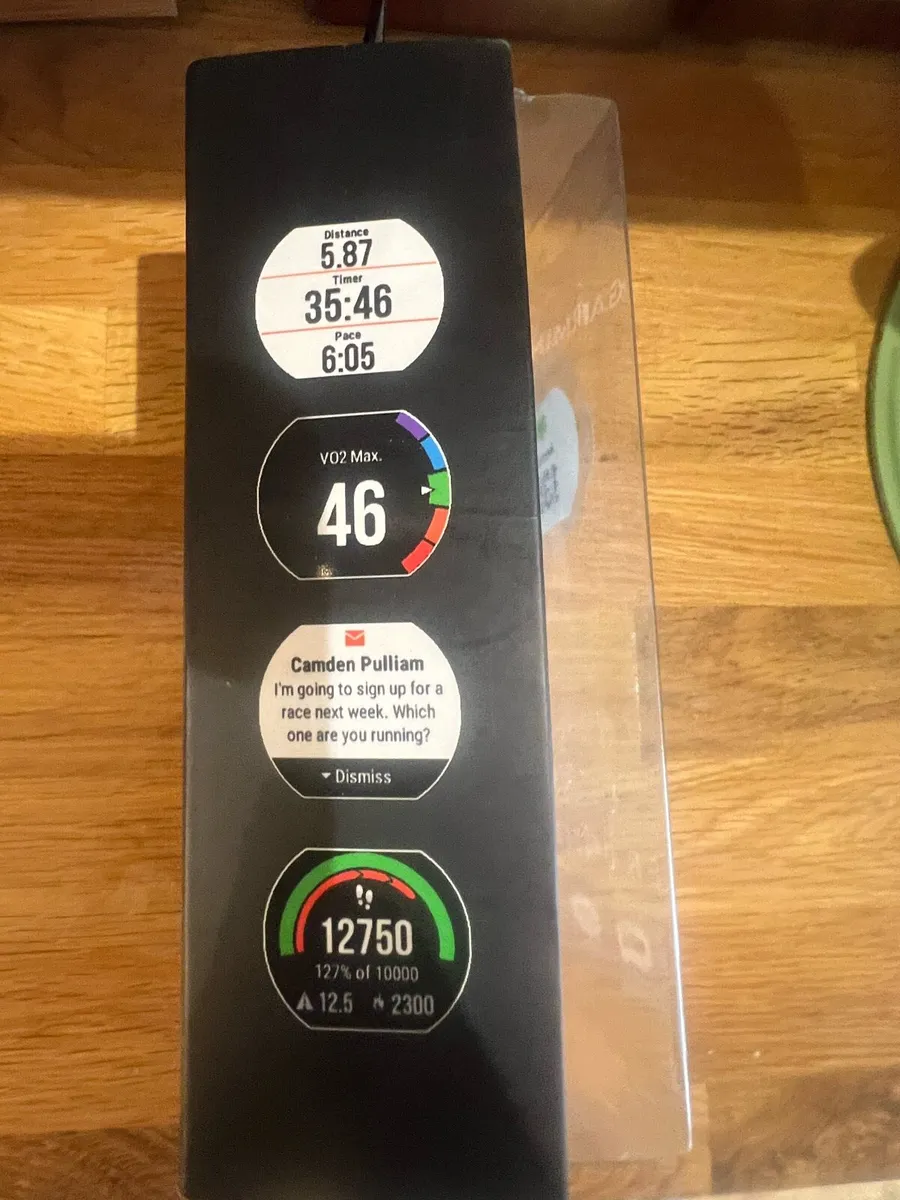 Distance
5.87
Timer
35:46
Pace
6:05
VO2 Max.
46
Camden Pulliam
I'm going to sign up for a
race next week. Which
one are you running?
Dismiss
12750
127% of 10000
12.5 2300
GARMIN